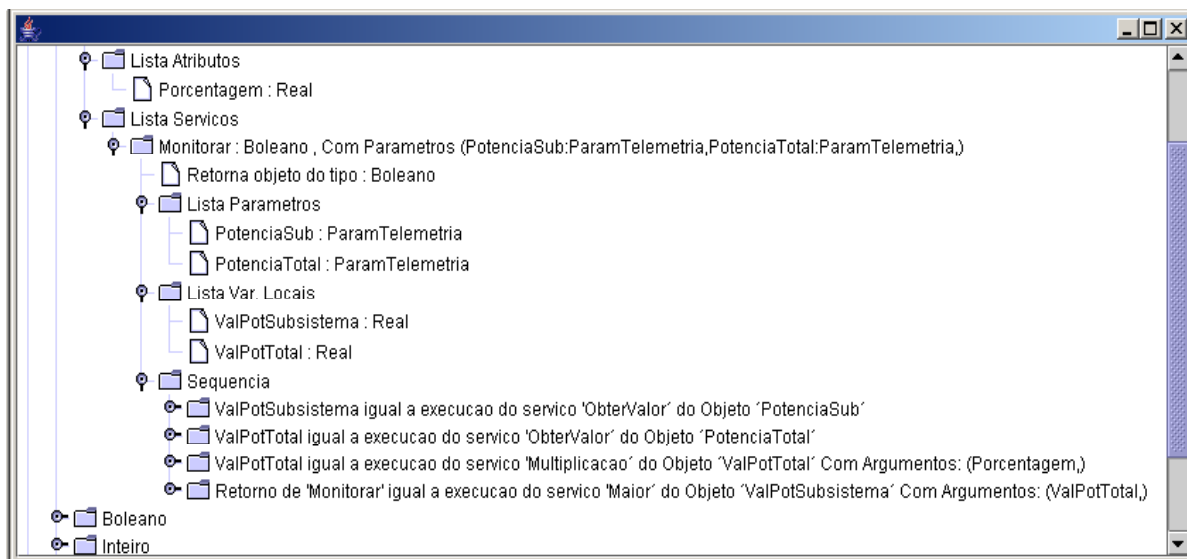 Lista Atributos
Porcentagem : Real
Lista Servicos
Monitorar : Boleano , Com Parametros (PotenciaSub:ParamTelemetria,PotenciaTotal:ParamTelemetria,)
Retorna objeto do tipo : Boleano
Lista Parametros
PotenciaSub : ParamTelemetria
PotenciaTotal : ParamTelemetria
Lista Var. Locais
ValPotSubsistema : Real
ValPotTotal : Real
Sequencia
ValPotSubsistema igual a execucao do servico 'ObterValor´ do Objeto ´PotenciaSub´
ValPotTotal igual a execucao do servico 'ObterValor´ do Objeto ´PotenciaTotal´
ValPotTotal igual a execucao do servico 'Multiplicacao´ do Objeto ´ValPotTotal´ Com Argumentos: (Porcentagem,)
Retorno de 'Monitorar´ igual a execucao do servico 'Maior´ do Objeto ´ValPotSubsistema´ Com Argumentos: (ValPotTotal,)
Boleano
Inteiro